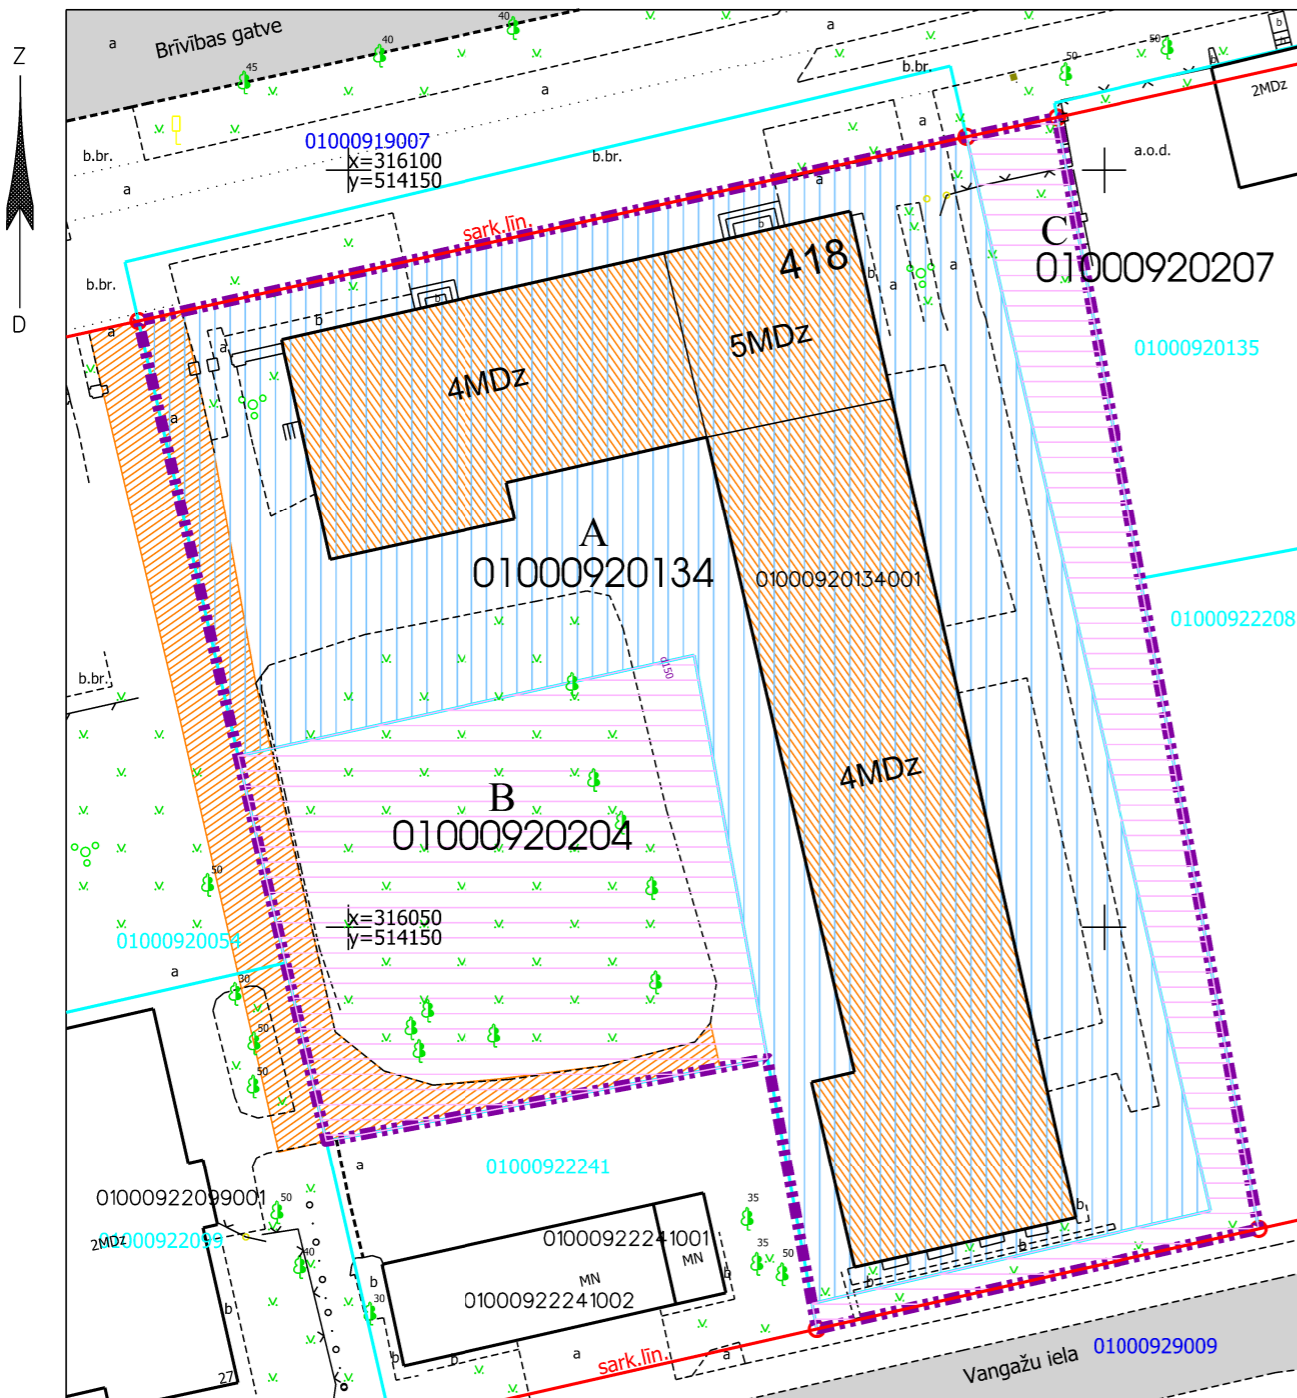 40
a
a
Brīvības gatve
40
b
Z
45
50
50
b
b.br.
b
2MDz
a
a
01000919007
b.br.
b.br.
x=316100
a.o.d.
y=514150
a
a
sark.līn.
b
C
418
01000920207
b.br.
b
a
a
b
b
D
a
a
5MDz
01000920135
4MDz
a
A
01000920134
01000920134001
01000922208
d150
b.br.
4MDz
B
01000920204
50
x=316050
y=514150
01000920054
a
30
50
50
a
01000922241
01000922099001
50
35
b
01000922241001
2MDz
01000922099
35
b
40
50
MN
b
MN
b
b
30
01000922241002
b
01000929009
a
a
sark.līn.
b
b.
Vangažu iela
27